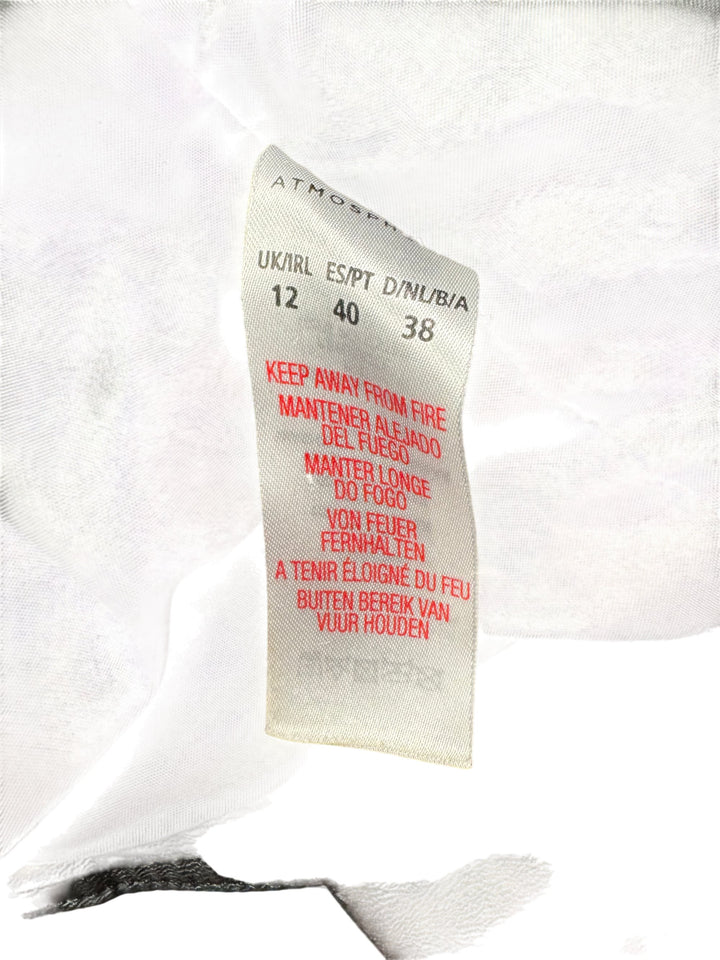 UK/IRL ES/PT D/NL/B/A
12 40 38
KEEP AWAY FROM FIRE
MANTENER ALEJADO
DEL FUEGO
MANTER LONGE
DO FOGO
VON FEUER
FERNHALTEN
A TENIR ÉLOIGNÉ DU FEU
BUITEN BEREIK VAN
VUUR HOUDEN